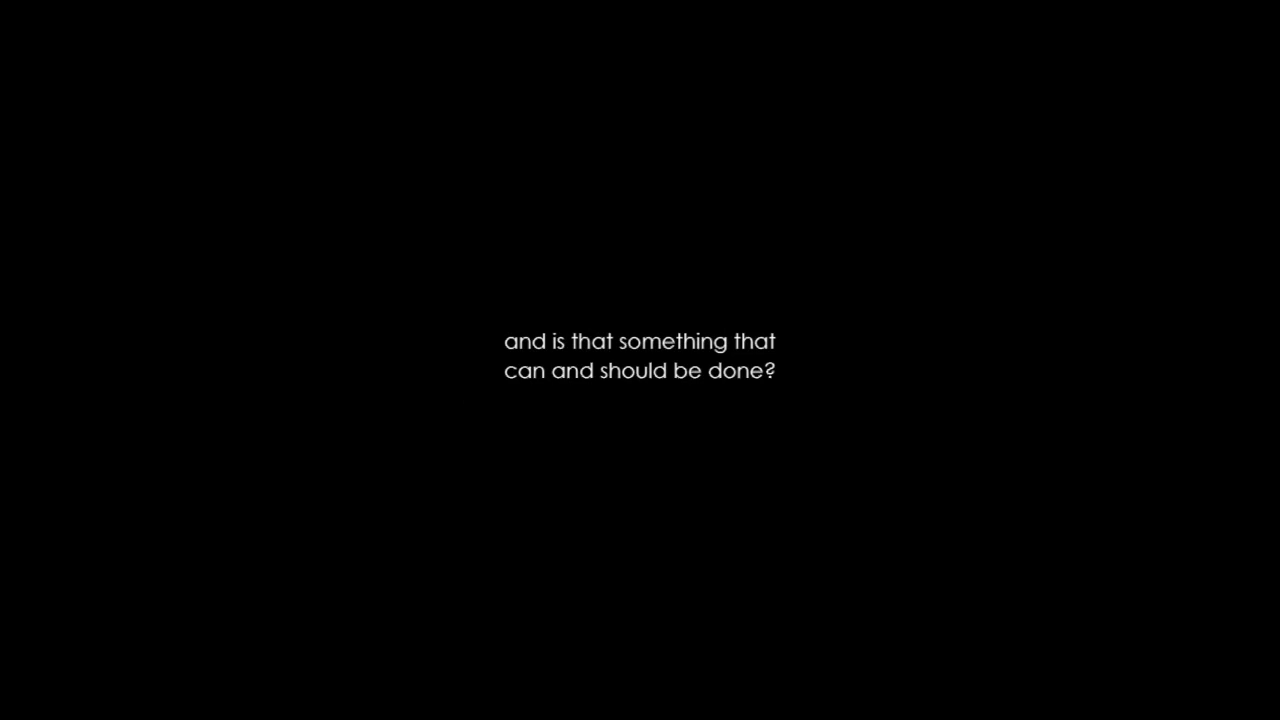 and is that something that
can and should be done?